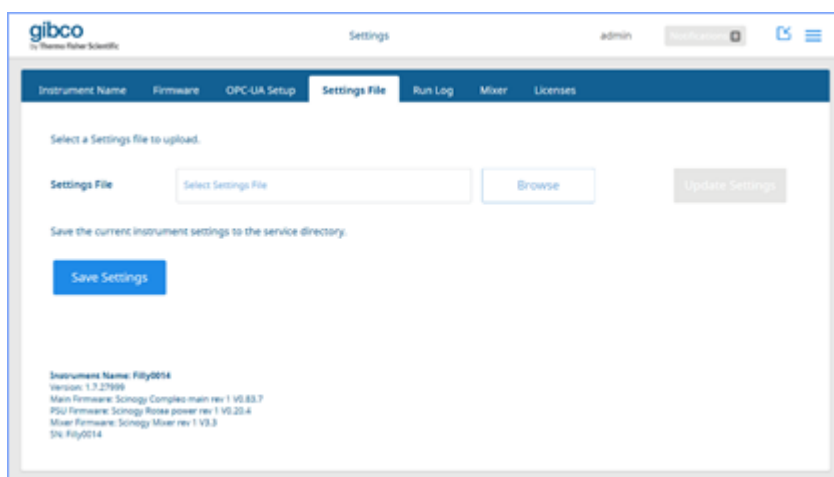 gibco
by Thermo Fisher Scientific
Settings
admin
Notifications 0
Instrument Name Firmware OPC-UA Setup Settings File Run Log Mixer Licenses
Select a Settings file to upload.
Settings File Select Settings File Browse Update Settings
Save the current instrument settings to the service directory.
Save Settings
Instrument Name: Filly0014
Version: 1.7.27999
Main Firmware: Scinogy Compleo main rev 1 V0.83.7
PSU Firmware: Scinogy Rotea power rev 1 V0.20.4
Mixer Firmware: Scinogy Mixer rev 1 V3.3
SN: Filly0014